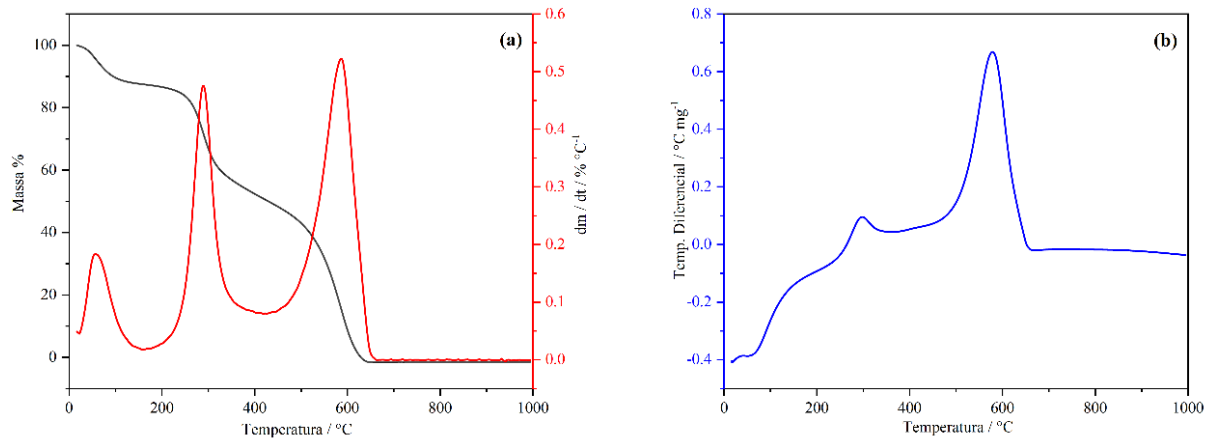 (a)
100
80
60
40
20
0
Massa %
0.6
0.5
0.4
0.3
0.2
0.1
0.0
dm / dt / % °C⁻¹
0 200 400 600 800 1000
Temperatura / °C
(b)
0.8
0.6
0.4
0.2
0.0
-0.2
-0.4
Temp. Diferencial / °C mg⁻¹
0 200 400 600 800 1000
Temperatura / °C